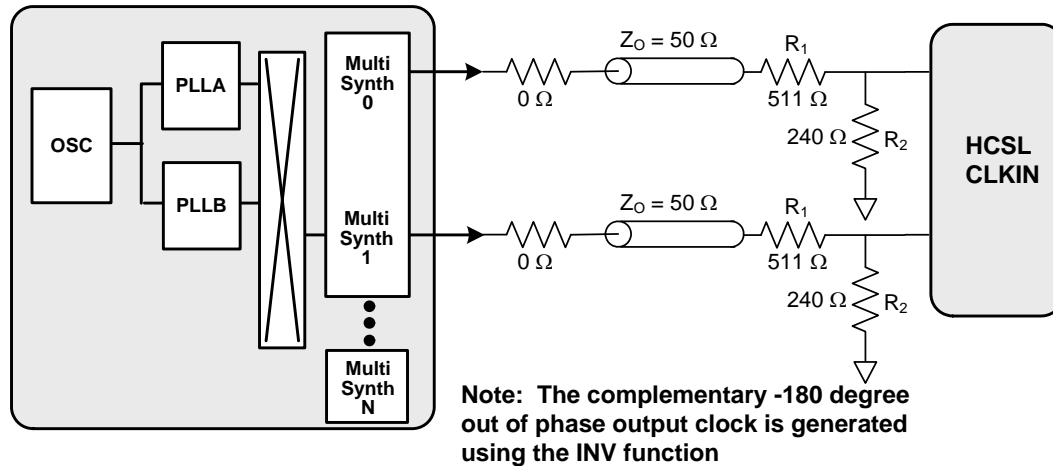 OSC
PLLA
PLLB
Multi
Synth
0
Multi
Synth
1
Multi
Synth
N
0 Ω
Z_O = 50 Ω
R_1
511 Ω
240 Ω
R_2
0 Ω
Z_O = 50 Ω
R_1
511 Ω
240 Ω
R_2
HCSL
CLKIN
Note: The complementary -180 degree
out of phase output clock is generated
using the INV function